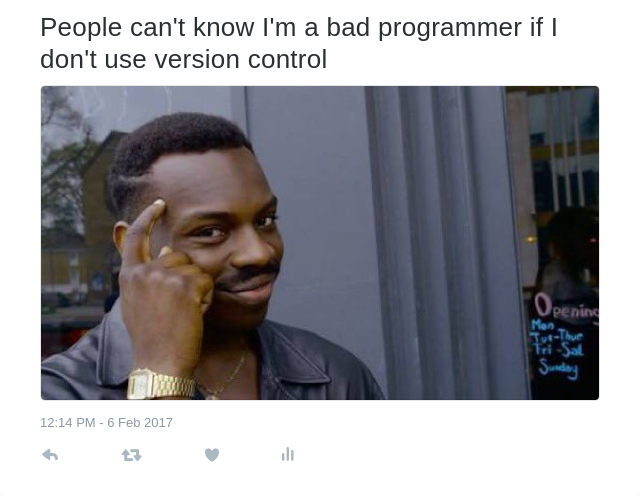 People can't know I'm a bad programmer if I
don't use version control
Opening
Mon
Tue-Thur
Fri -Sat
Sunday
12:14 PM - 6 Feb 2017